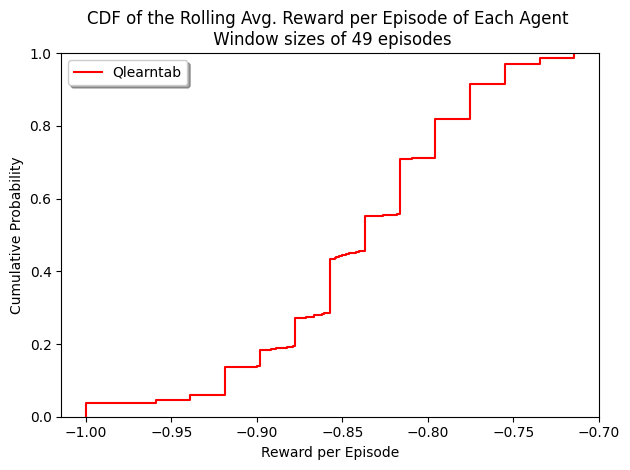 CDF of the Rolling Avg. Reward per Episode of Each Agent
Window sizes of 49 episodes
Qlearntab
1.0
0.8
0.6
0.4
0.2
0.0
Cumulative Probability
−1.00
−0.95
−0.90
−0.85
−0.80
−0.75
−0.70
Reward per Episode